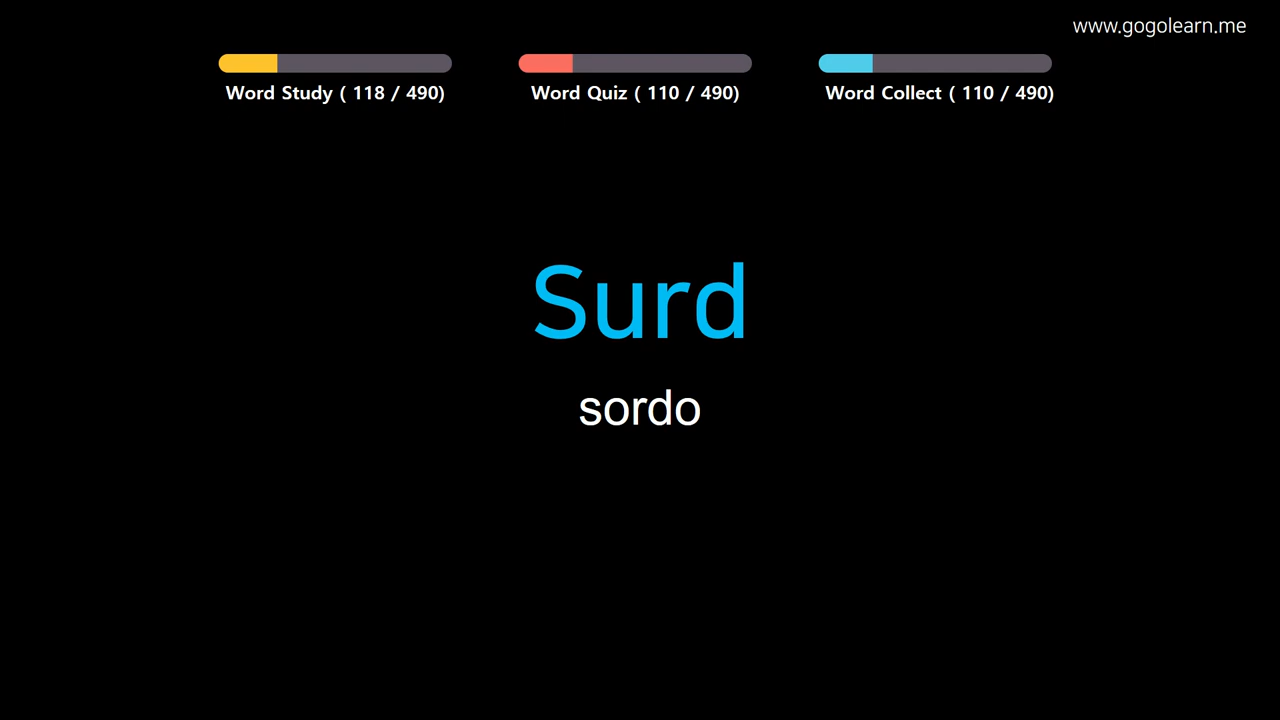 www.gogolearn.me
Word Study ( 118 / 490)
Word Quiz ( 110 / 490)
Word Collect ( 110 / 490)
Surd
sordo